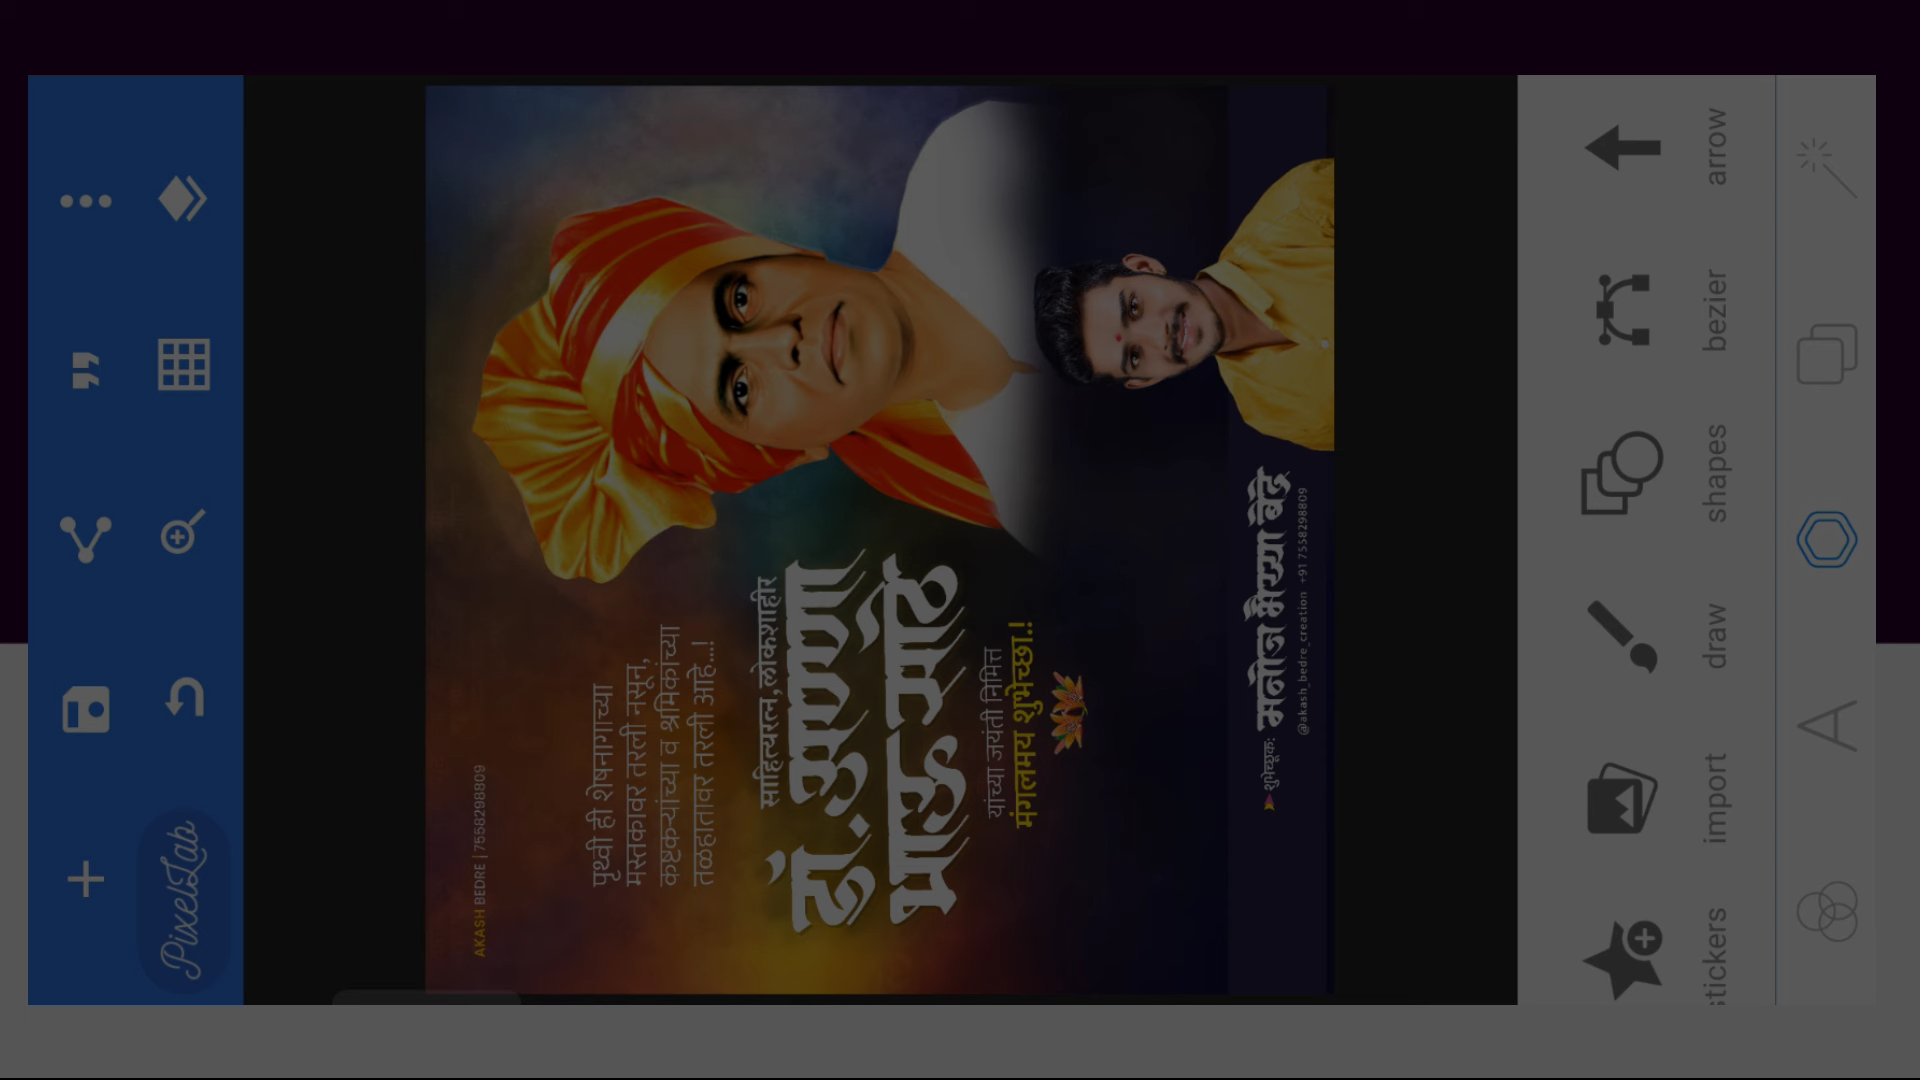 PixelLab
AKASH BEDRE | 7558298809
पृथ्वी ही शेषनागाच्या
मस्तकावर तरली नसून,
कष्टकऱ्यांच्या व श्रमिकांच्या
तळहातावर तरली आहे...!
साहित्यरत्न,लोकशाहीर
डॉ. अण्णा
भाऊ साठे
यांच्या जयंती निमित्त
मंगलमय शुभेच्छा.!
शुभेच्छुक: मनोज भैय्या बेद्रे
@akash_bedre_creation +91 7558298809
stickers
import
draw
shapes
bezier
arrow